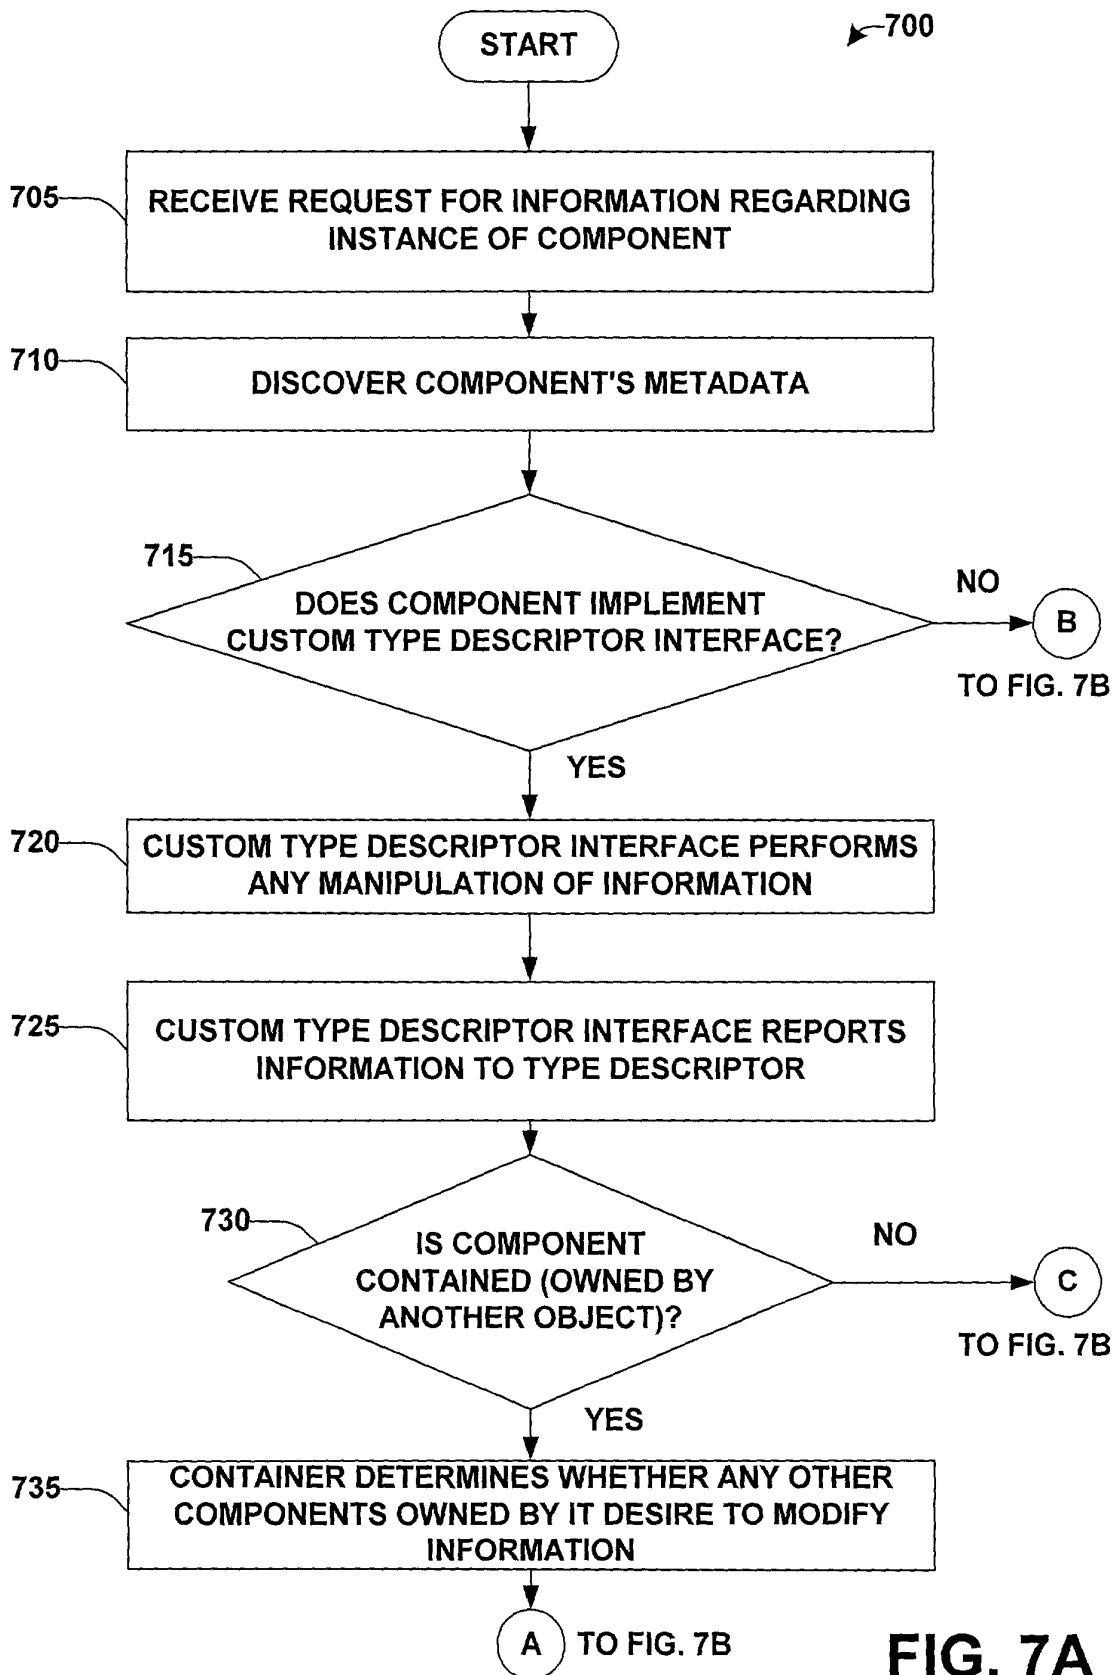 START
700
705
RECEIVE REQUEST FOR INFORMATION REGARDING
INSTANCE OF COMPONENT
710
DISCOVER COMPONENT'S METADATA
715
DOES COMPONENT IMPLEMENT
CUSTOM TYPE DESCRIPTOR INTERFACE?
NO
B
TO FIG. 7B
YES
720
CUSTOM TYPE DESCRIPTOR INTERFACE PERFORMS
ANY MANIPULATION OF INFORMATION
725
CUSTOM TYPE DESCRIPTOR INTERFACE REPORTS
INFORMATION TO TYPE DESCRIPTOR
730
IS COMPONENT
CONTAINED (OWNED BY
ANOTHER OBJECT)?
NO
C
TO FIG. 7B
YES
735
CONTAINER DETERMINES WHETHER ANY OTHER
COMPONENTS OWNED BY IT DESIRE TO MODIFY
INFORMATION
A TO FIG. 7B
FIG. 7A